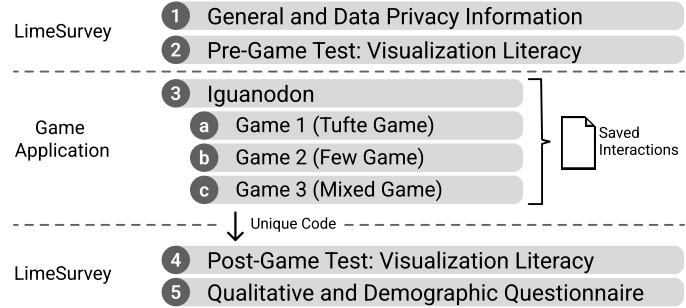 LimeSurvey
1 General and Data Privacy Information
2 Pre-Game Test: Visualization Literacy
Game
Application
3 Iguanodon
a Game 1 (Tufte Game)
b Game 2 (Few Game)
c Game 3 (Mixed Game)
Saved
Interactions
Unique Code
LimeSurvey
4 Post-Game Test: Visualization Literacy
5 Qualitative and Demographic Questionnaire